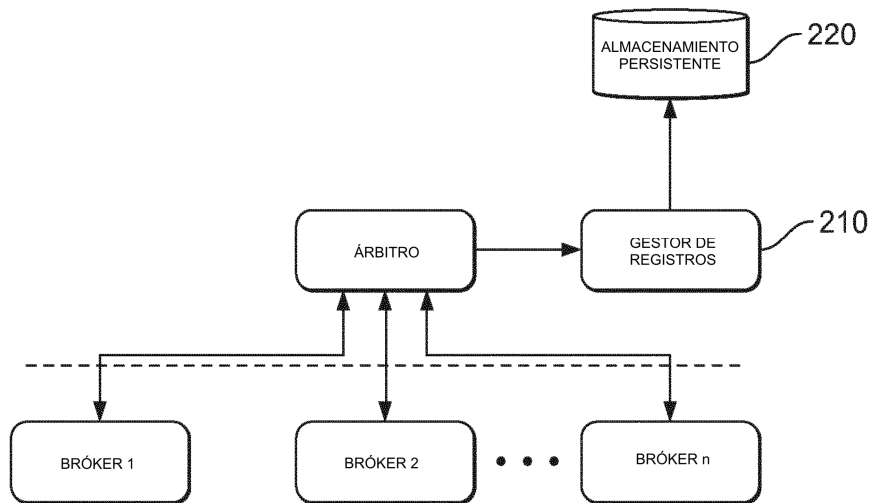 ALMACENAMIENTO
PERSISTENTE
220
ÁRBITRO
GESTOR DE
REGISTROS
210
BRÓKER 1
BRÓKER 2
BRÓKER n